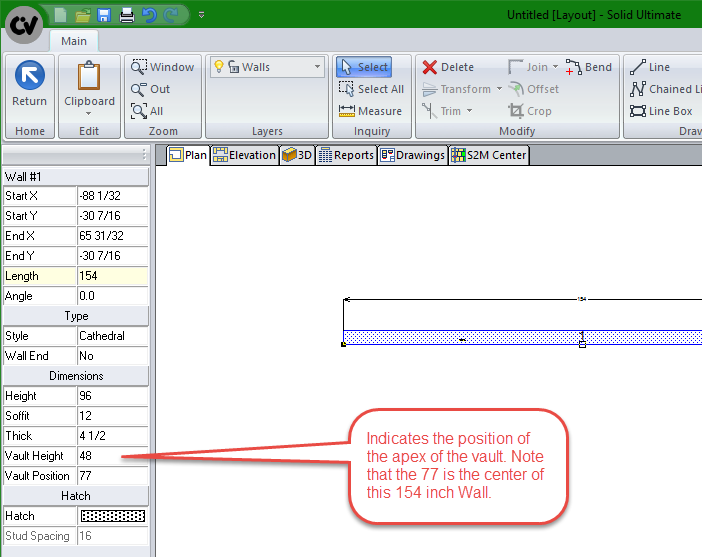 CV
Untitled [Layout] - Solid Ultimate
Main
Return
Home
Clipboard
Edit
Window
Out
All
Zoom
Walls
Layers
Select
Select All
Measure
Inquiry
Delete
Transform
Trim
Join
Offset
Crop
Bend
Modify
Line
Chained Li
Line Box
Draw
Plan
Elevation
3D
Reports
Drawings
S2M Center
Wall #1
Start X -88 1/32
Start Y -30 7/16
End X 65 31/32
End Y -30 7/16
Length 154
Angle 0.0
Type
Style Cathedral
Wall End No
Dimensions
Height 96
Soffit 12
Thick 4 1/2
Vault Height 48
Vault Position 77
Hatch
Hatch
Stud Spacing 16
154
1
Indicates the position of
the apex of the vault. Note
that the 77 is the center of
this 154 inch Wall.